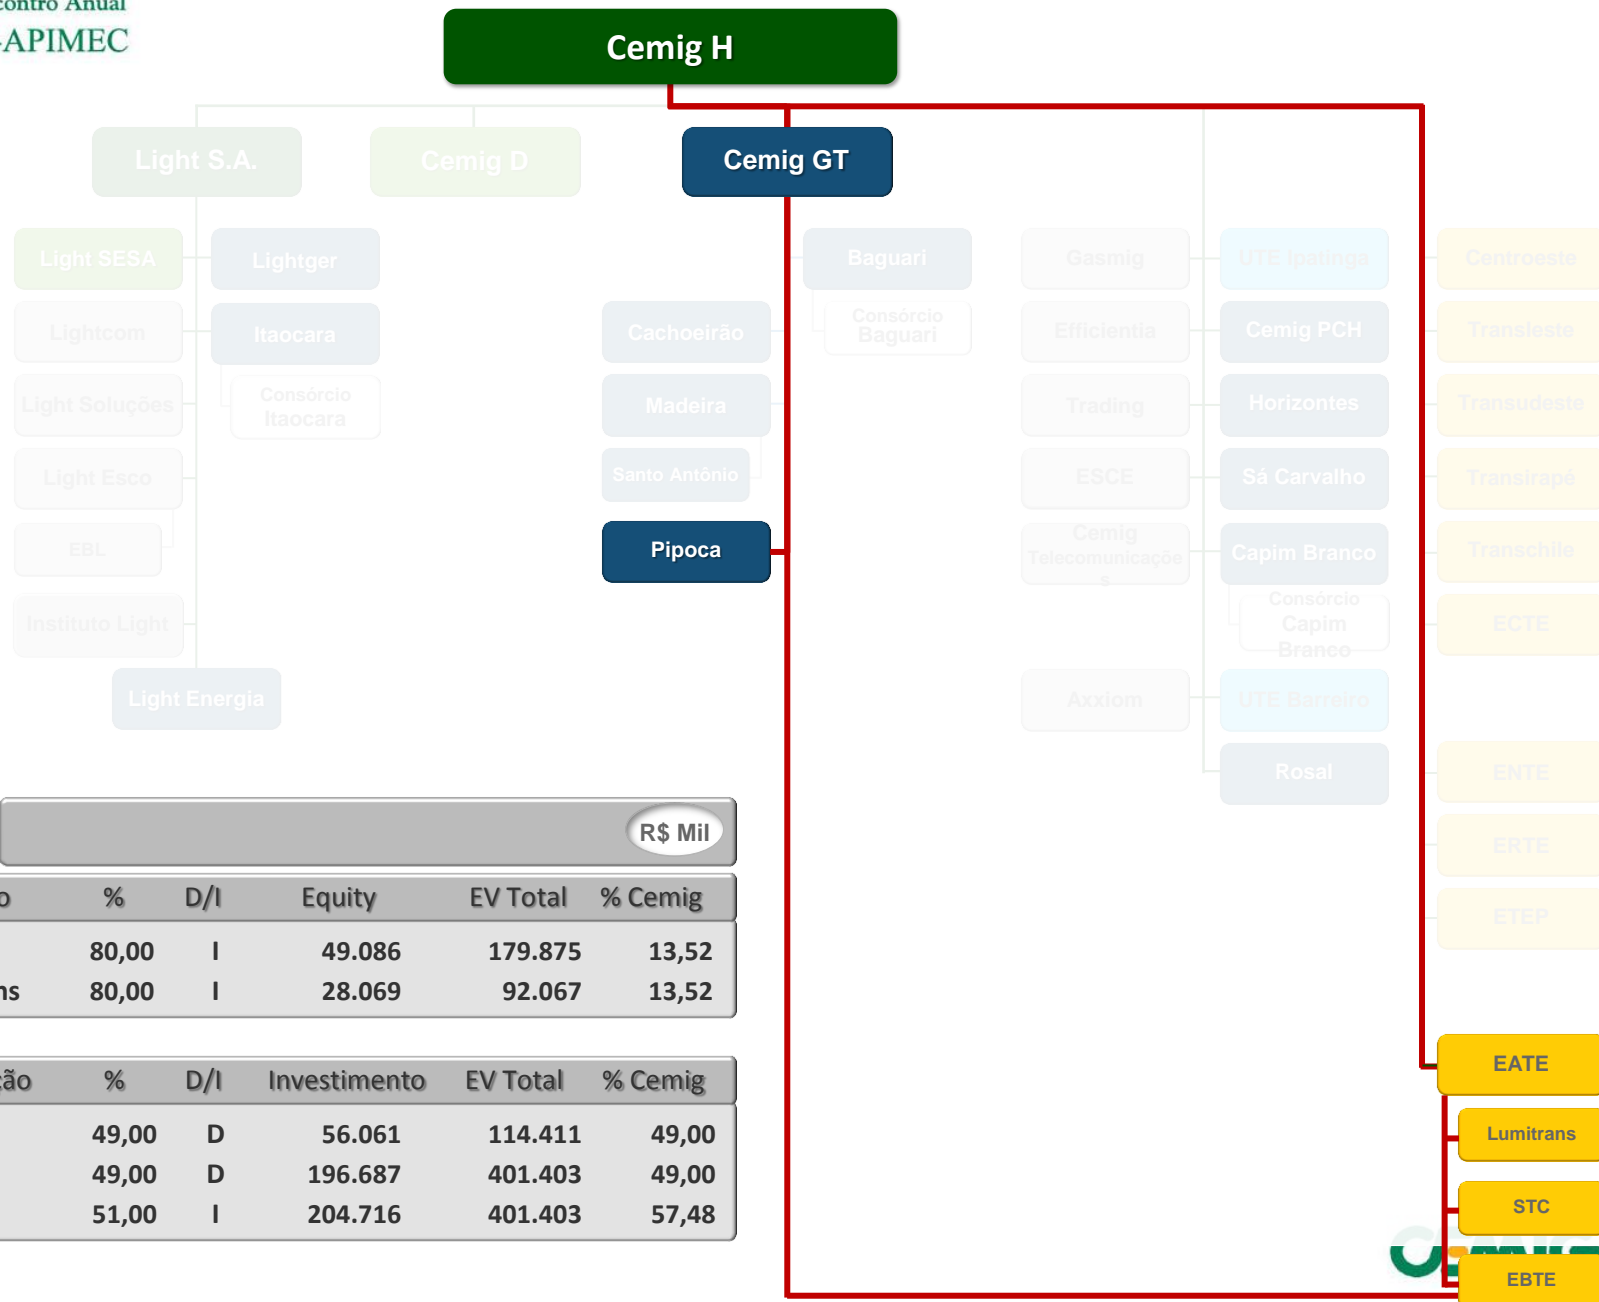 contro Anual
-APIMEC
Cemig H
Light S.A.
Cemig D
Cemig GT
Light SESA
Lightger
Baguari
Gasmig
UTE Ipatinga
Centroeste
Lightcom
Itaocara
Cachoeirão
Consórcio
Baguari
Efficientia
Cemig PCH
Transleste
Light Soluções
Consórcio
Itaocara
Madeira
Trading
Horizontes
Transudeste
Light Esco
Santo Antônio
ESCE
Sá Carvalho
Transirapé
EBL
Pipoca
Cemig
Telecomunicaçõe
s
Capim Branco
Transchile
Instituto Light
Consórcio
Capim
Branco
ECTE
Light Energia
Axxiom
UTE Barreiro
Rosal
ENTE
ERTE
ETEP
R$ Mil
o % D/I Equity EV Total % Cemig
80,00 I 49.086 179.875 13,52
ns 80,00 I 28.069 92.067 13,52
ção % D/I Investimento EV Total % Cemig
49,00 D 56.061 114.411 49,00
49,00 D 196.687 401.403 49,00
51,00 I 204.716 401.403 57,48
EATE
Lumitrans
STC
CEMIG
EBTE